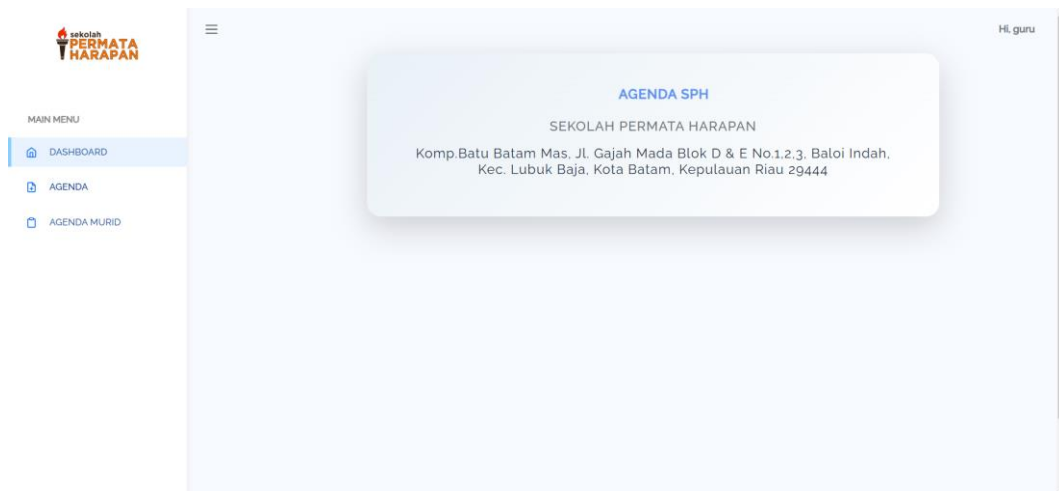 sekolah
PERMATA
HARAPAN
MAIN MENU
DASHBOARD
AGENDA
AGENDA MURID
Hi, guru
AGENDA SPH
SEKOLAH PERMATA HARAPAN
Komp.Batu Batam Mas, Jl. Gajah Mada Blok D & E No.1,2,3, Baloi Indah,
Kec. Lubuk Baja, Kota Batam, Kepulauan Riau 29444